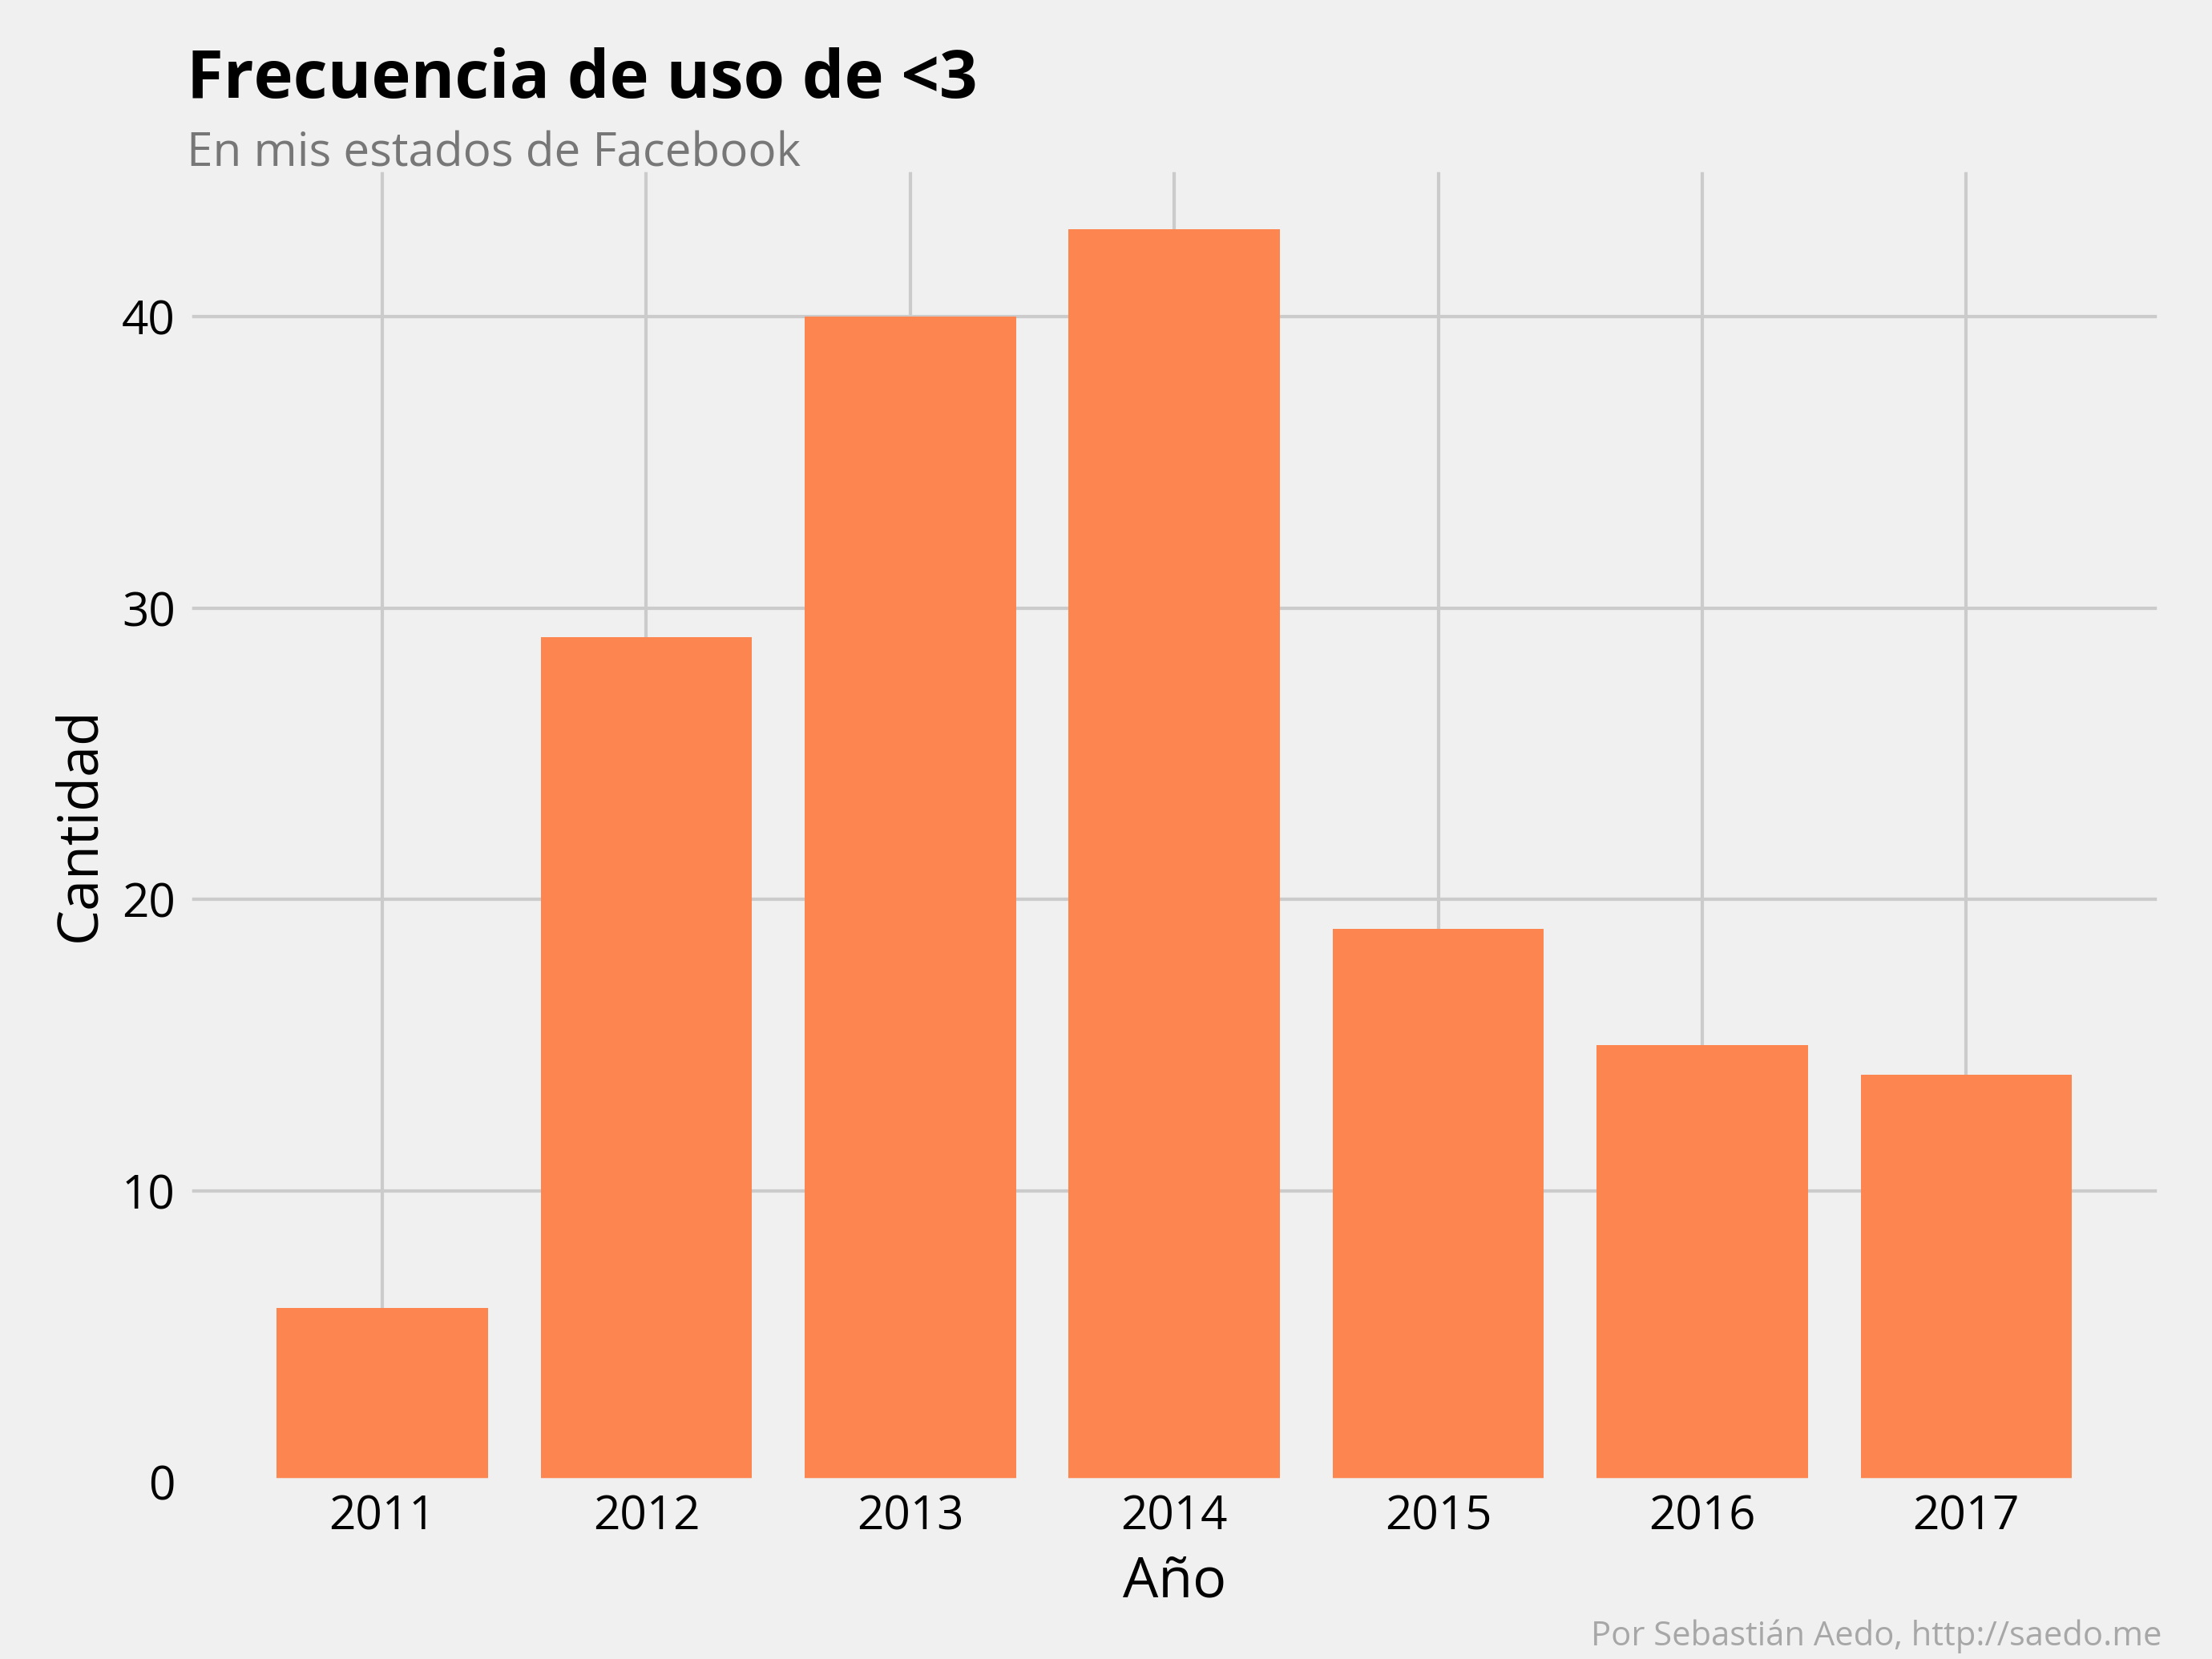 Frecuencia de uso de <3
En mis estados de Facebook
Cantidad
40
30
20
10
0
2011 2012 2013 2014 2015 2016 2017
Año
Por Sebastián Aedo, http://saedo.me